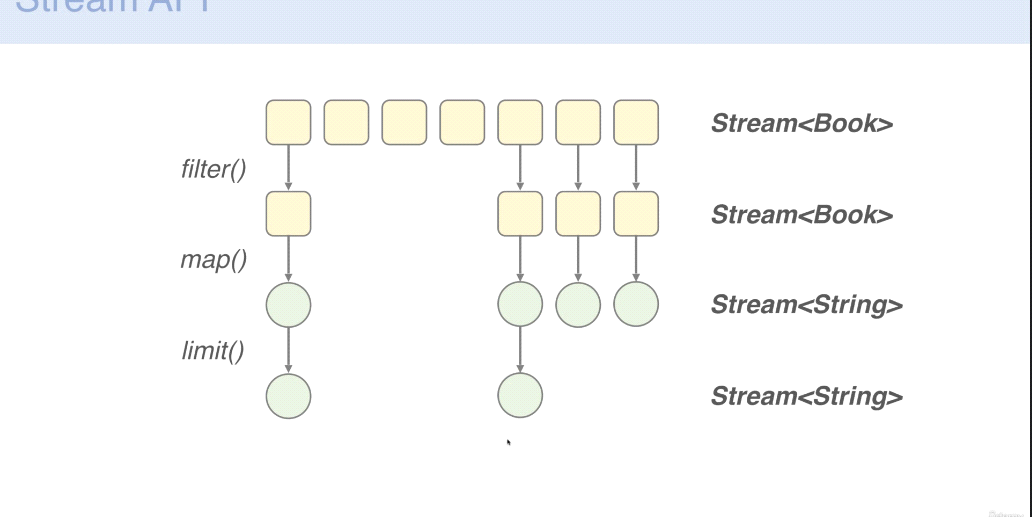 Stream API
Stream<Book>
filter()
Stream<Book>
map()
Stream<String>
limit()
Stream<String>